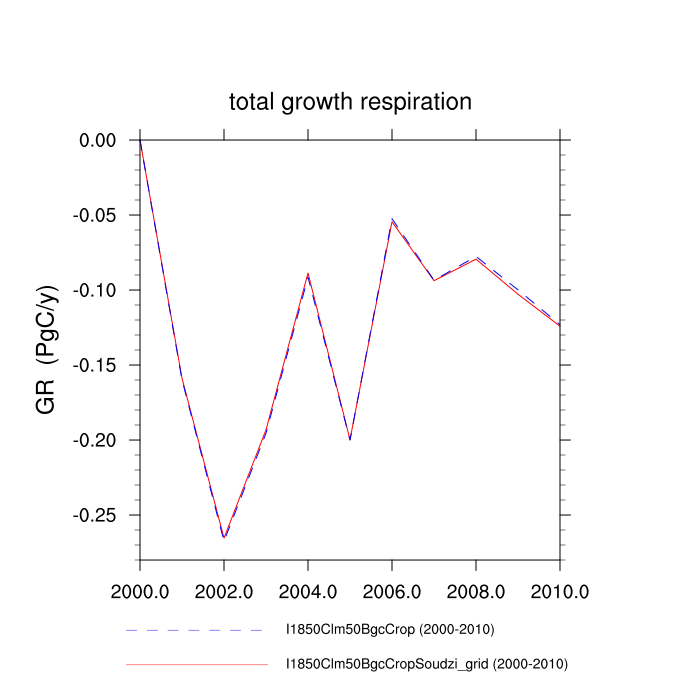 total growth respiration
0.00
-0.05
-0.10
-0.15
-0.20
-0.25
GR (PgC/y)
2000.0 2002.0 2004.0 2006.0 2008.0 2010.0
I1850Clm50BgcCrop (2000-2010)
I1850Clm50BgcCropSoudzi_grid (2000-2010)